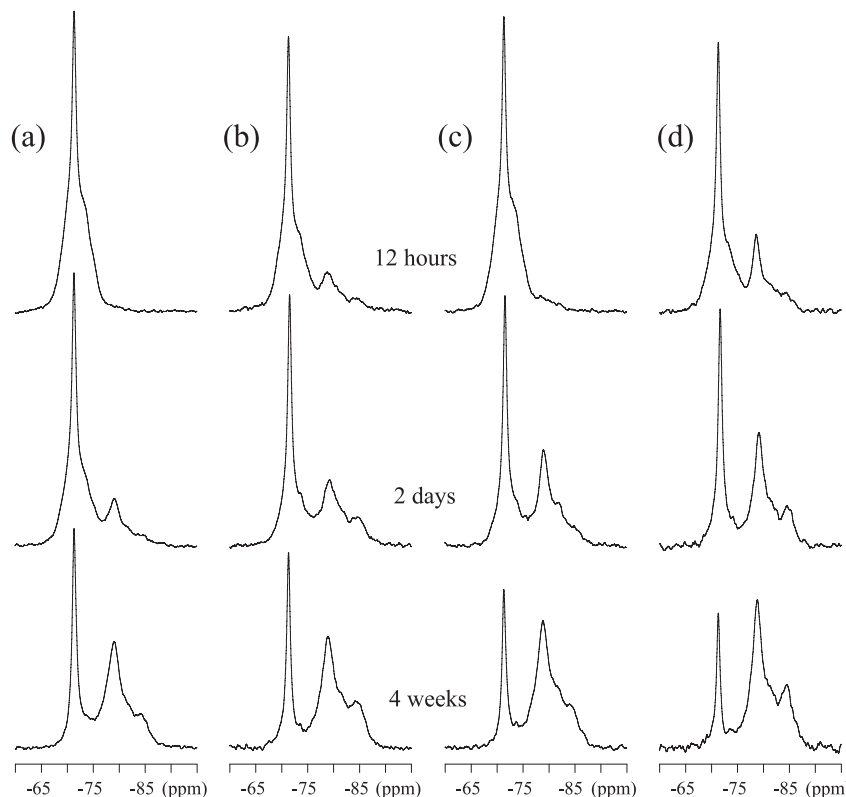 (a) (b) (c) (d)
12 hours
2 days
4 weeks
-65 -75 -85 (ppm) -65 -75 -85 (ppm) -65 -75 -85 (ppm) -65 -75 -85 (ppm)